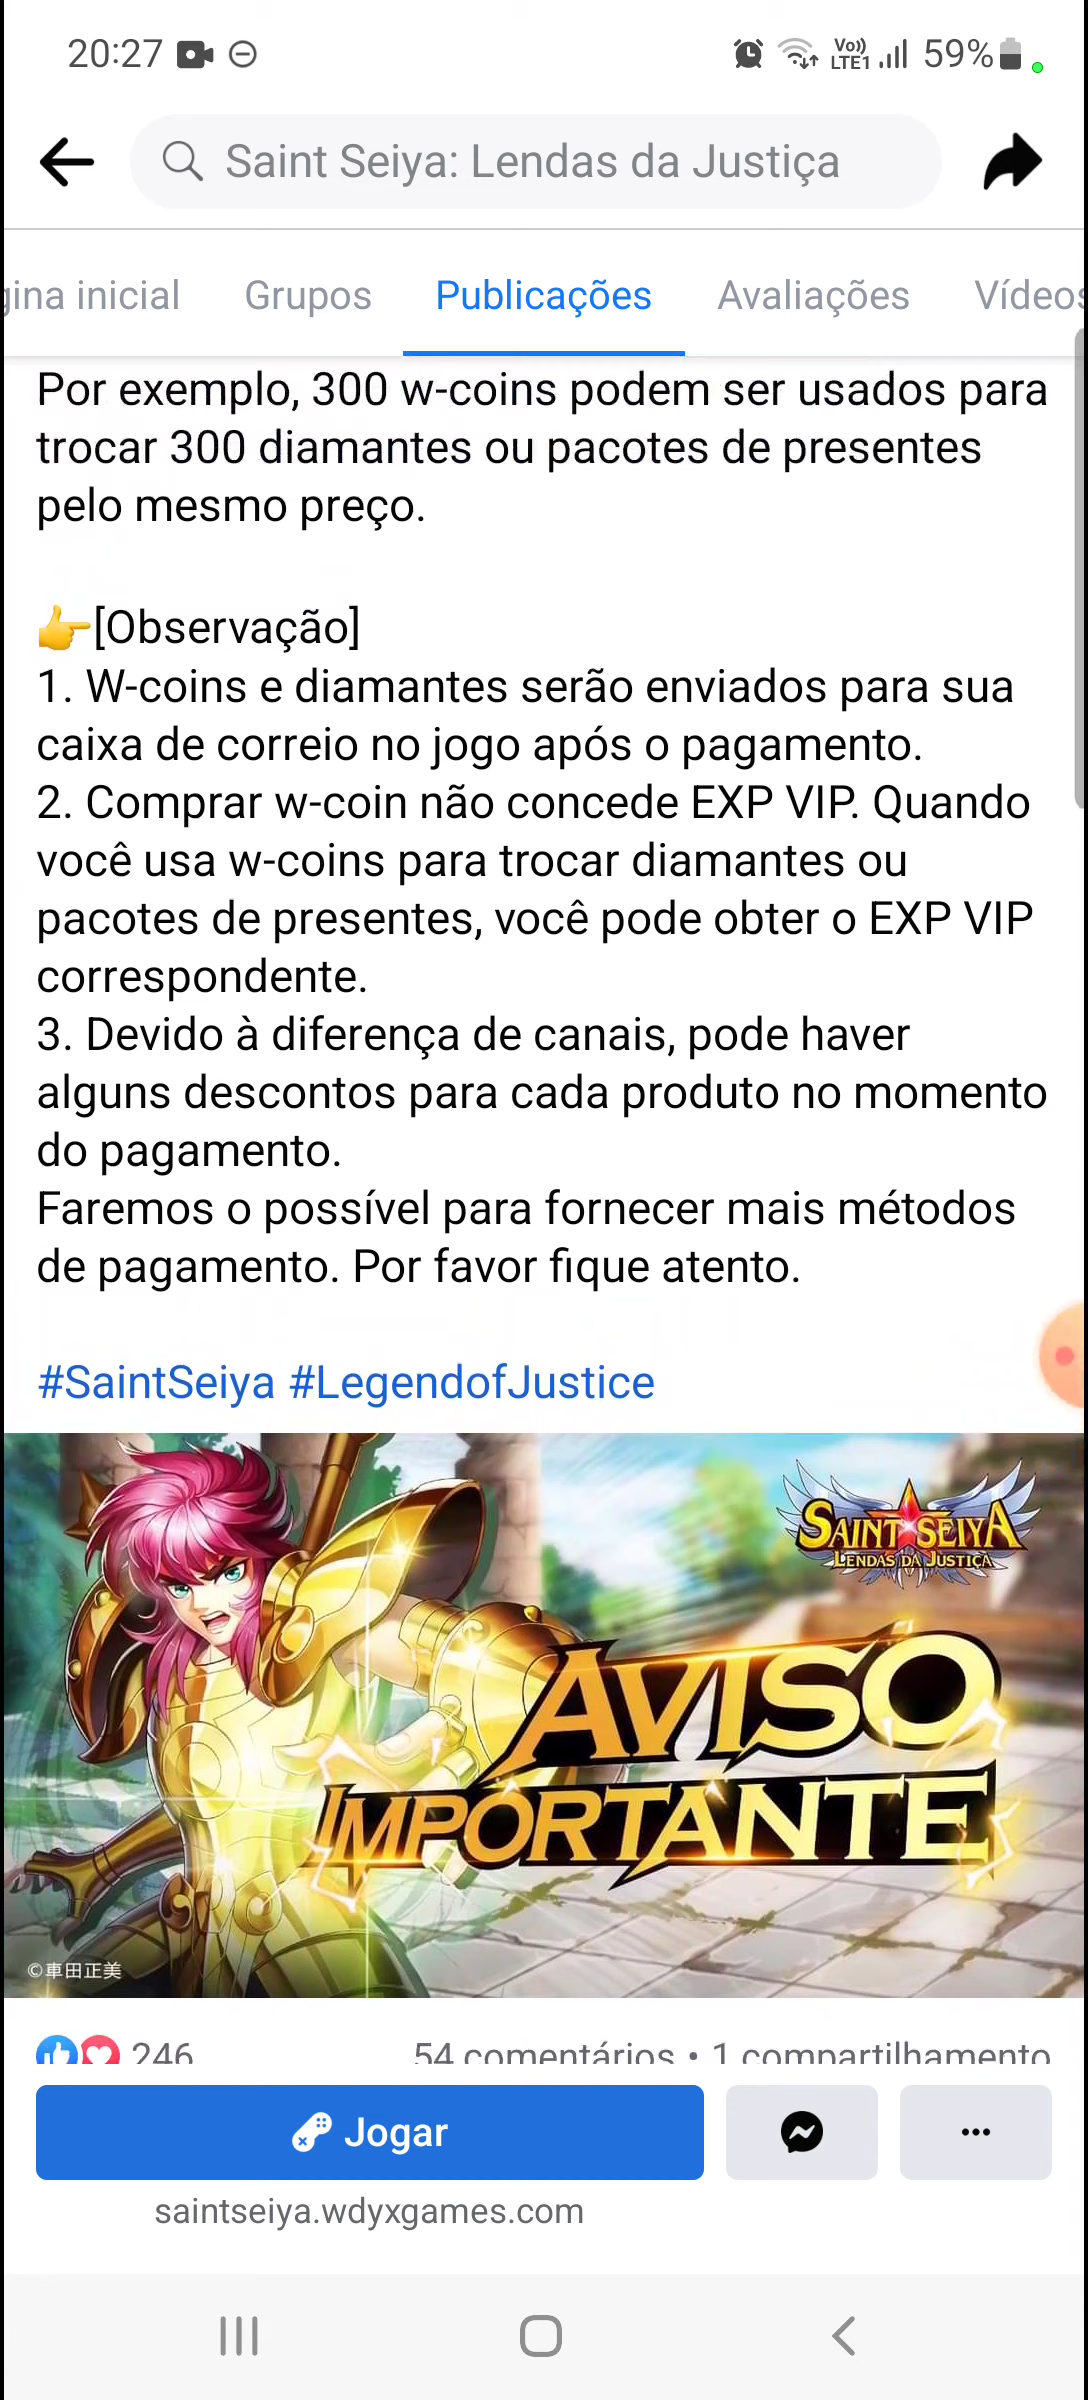 20:27
Vo)) LTE1 59%
Saint Seiya: Lendas da Justiça
gina inicial Grupos Publicações Avaliações Vídeos
Por exemplo, 300 w-coins podem ser usados para
trocar 300 diamantes ou pacotes de presentes
pelo mesmo preço.
👉[Observação]
1. W-coins e diamantes serão enviados para sua
caixa de correio no jogo após o pagamento.
2. Comprar w-coin não concede EXP VIP. Quando
você usa w-coins para trocar diamantes ou
pacotes de presentes, você pode obter o EXP VIP
correspondente.
3. Devido à diferença de canais, pode haver
alguns descontos para cada produto no momento
do pagamento.
Faremos o possível para fornecer mais métodos
de pagamento. Por favor fique atento.
#SaintSeiya #LegendofJustice
SAINT SEIYA
LENDAS DA JUSTIÇA
AVISO
IMPORTANTE
©車田正美
246 54 comentários • 1 compartilhamento
Jogar
saintseiya.wdyxgames.com